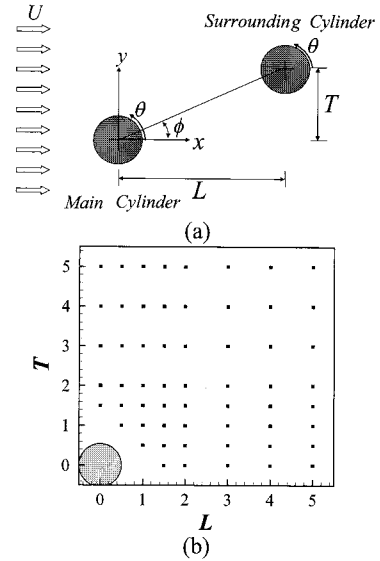 U
Surrounding Cylinder
θ
y
θ
T
ϕ
x
L
Main Cylinder
(a)
5
4
3
T
2
1
0
0 1 2 3 4 5
L
(b)